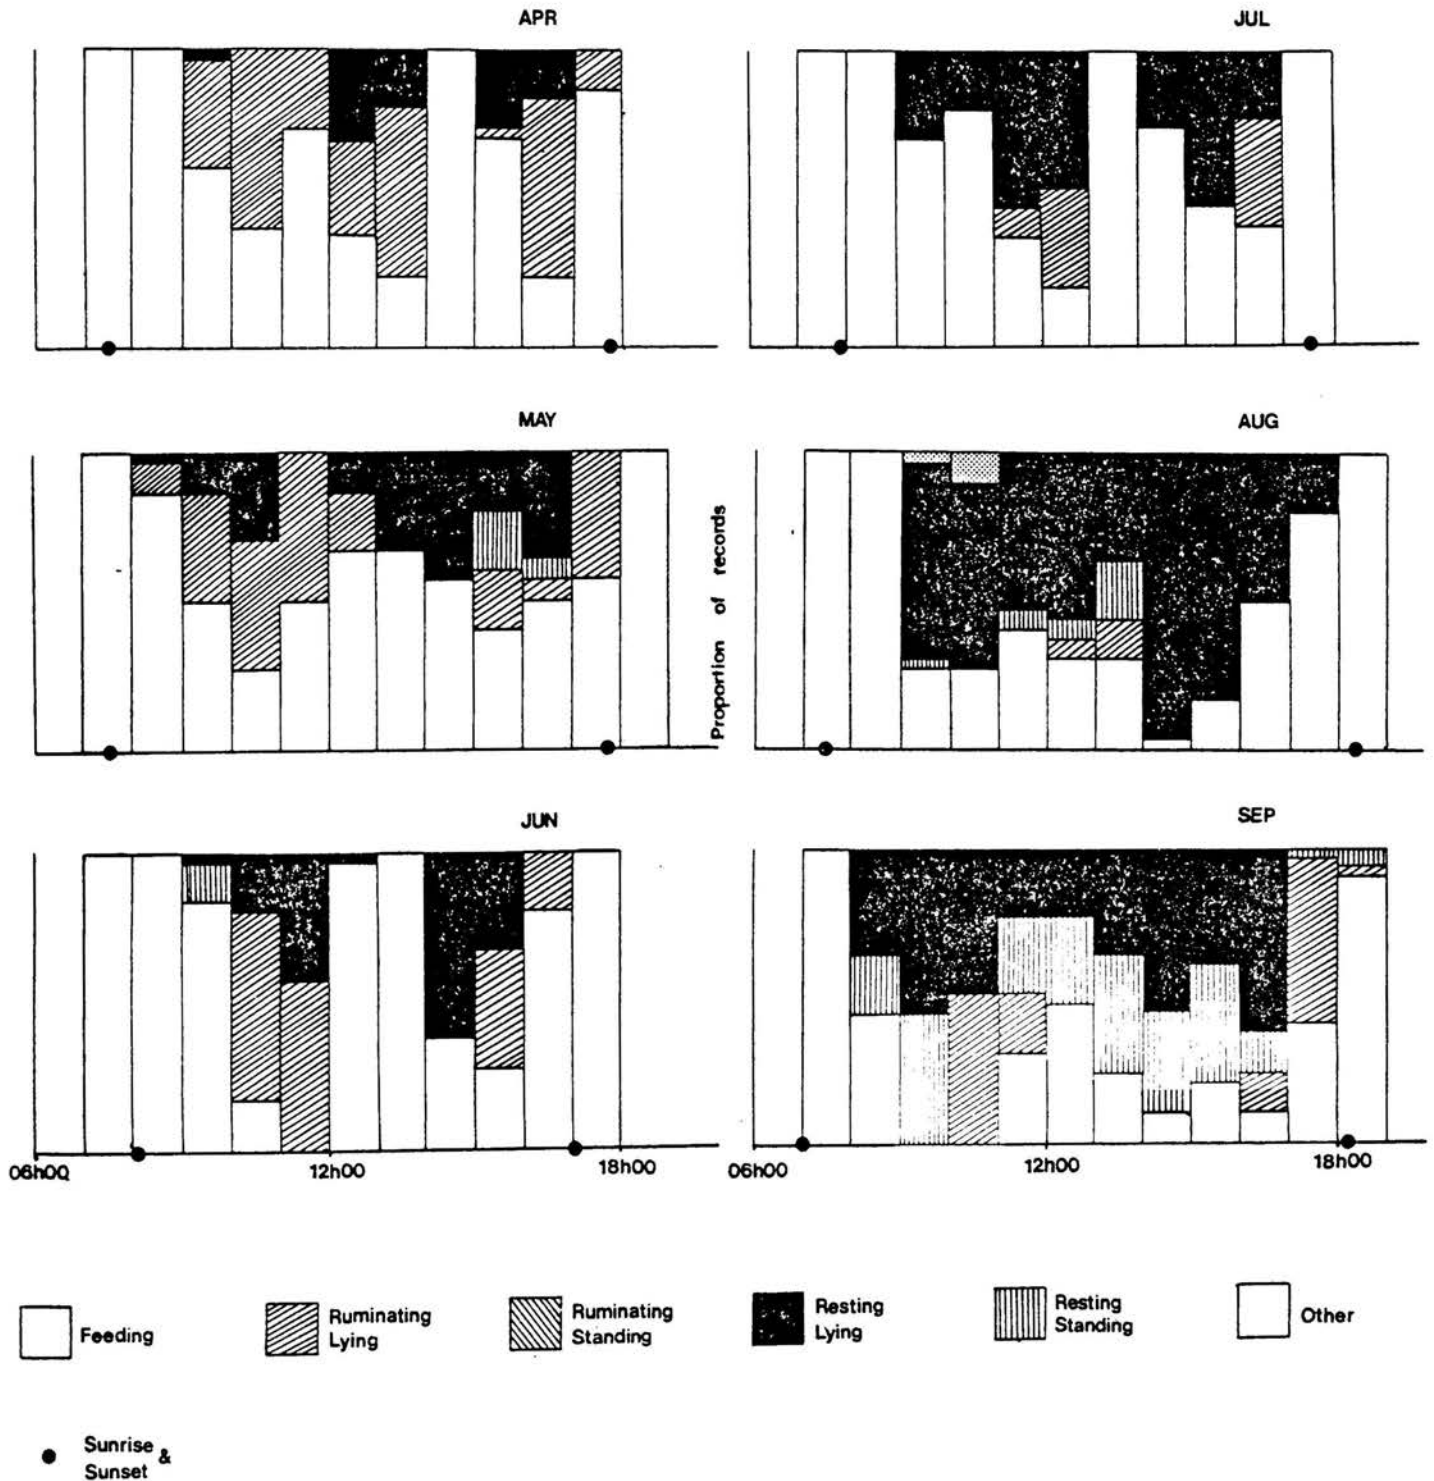 APR
JUL
MAY
AUG
Proportion of records
JUN
SEP
06h00
12h00
18h00
06h00
12h00
18h00
Feeding
Ruminating
Lying
Ruminating
Standing
Resting
Lying
Resting
Standing
Other
Sunrise &
Sunset